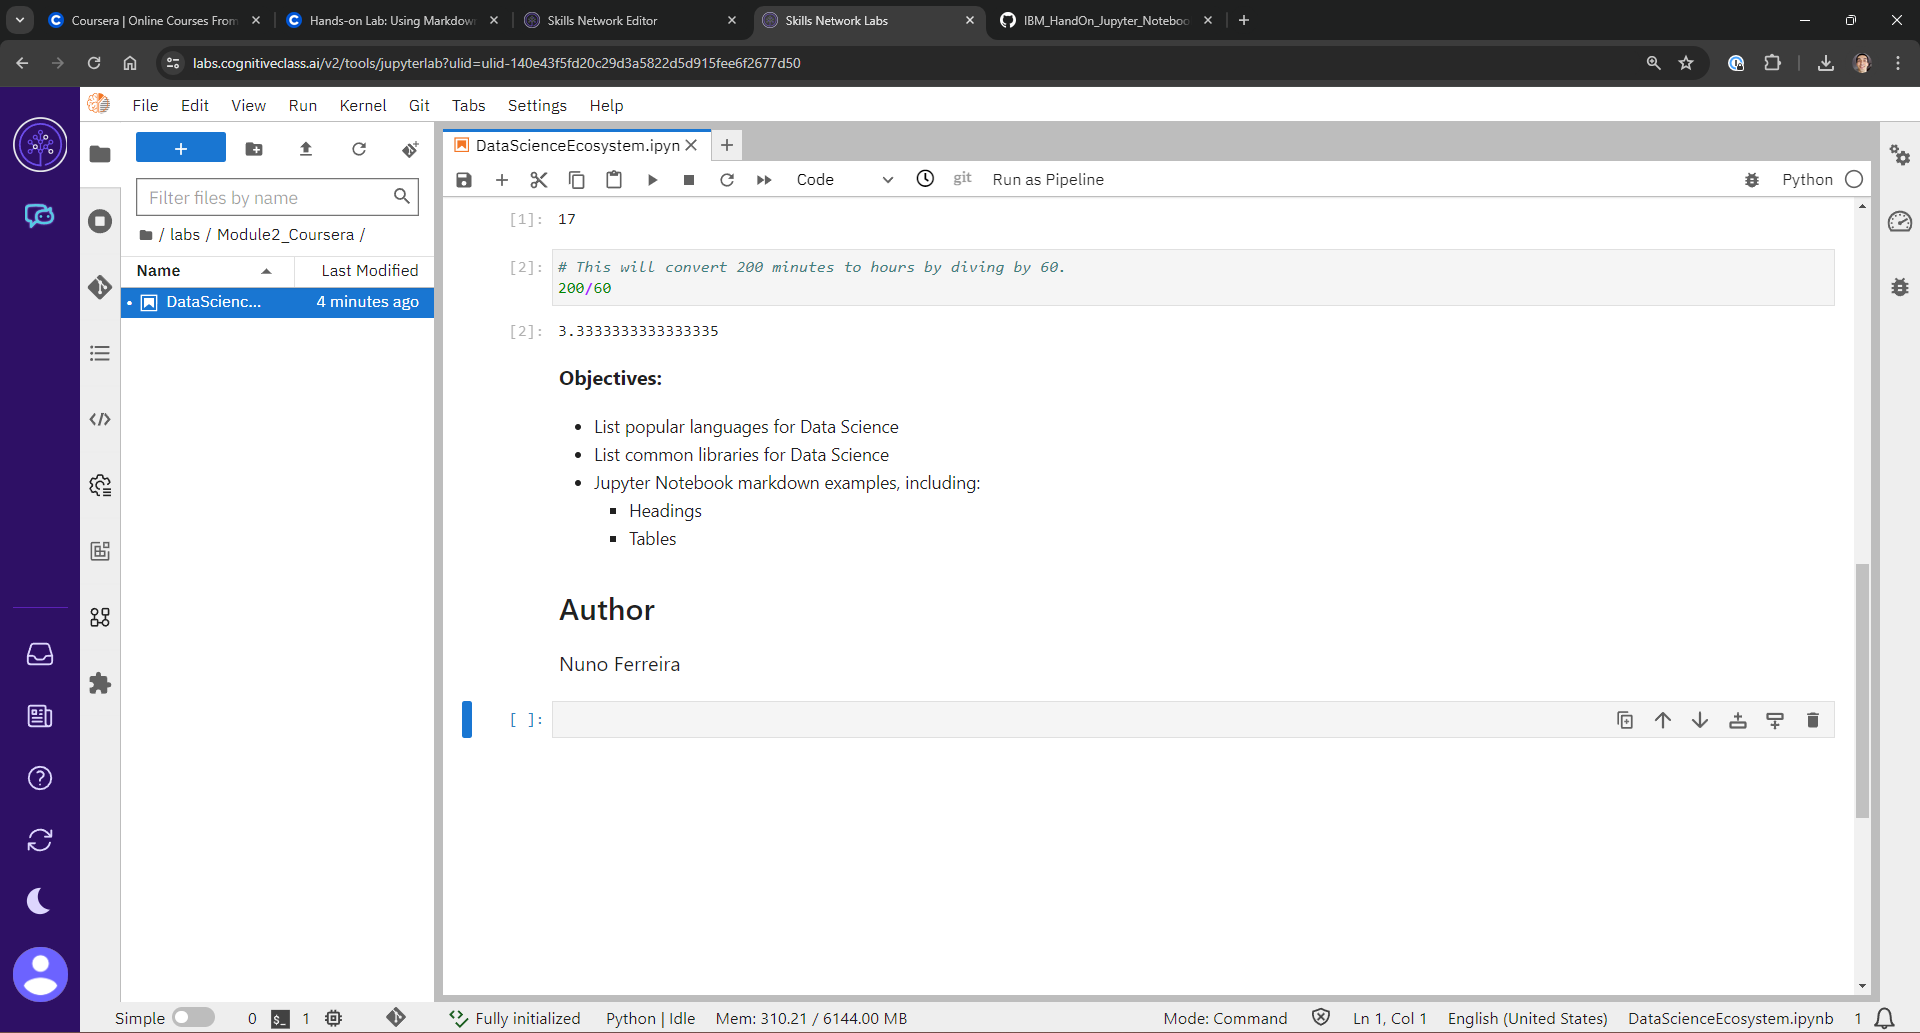 Coursera | Online Courses From
Hands-on Lab: Using Markdown
Skills Network Editor
Skills Network Labs
IBM_HandOn_Jupyter_Noteboo
labs.cognitiveclass.ai/v2/tools/jupyterlab?ulid=ulid-140e43f5fd20c29d3a5822d5d915fee6f2677d50
File Edit View Run Kernel Git Tabs Settings Help
DataScienceEcosystem.ipyn
Filter files by name
Code
git
Run as Pipeline
Python
/ labs / Module2_Coursera /
Name
Last Modified
DataScienc...
4 minutes ago
[1]: 17
[2]: # This will convert 200 minutes to hours by diving by 60.
200/60
[2]: 3.3333333333333335
Objectives:
• List popular languages for Data Science
• List common libraries for Data Science
• Jupyter Notebook markdown examples, including:
▪ Headings
▪ Tables
Author
Nuno Ferreira
[ ]:
Simple
0
$_
1
Fully initialized
Python | Idle
Mem: 310.21 / 6144.00 MB
Mode: Command
Ln 1, Col 1
English (United States)
DataScienceEcosystem.ipynb
1